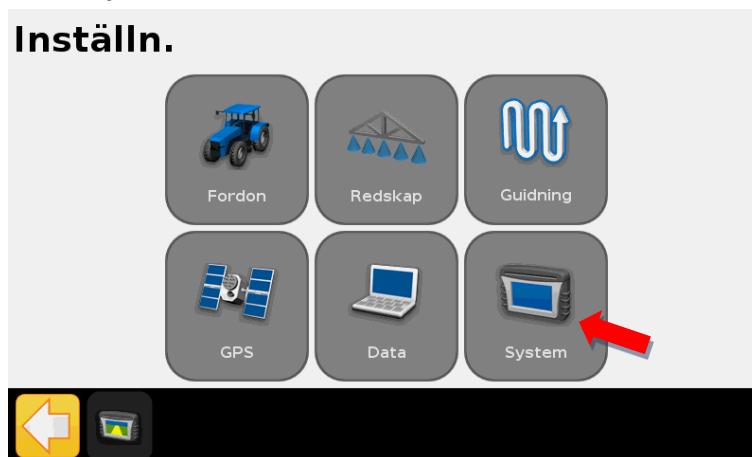 Inställn.
Fordon
Redskap
Guidning
GPS
Data
System